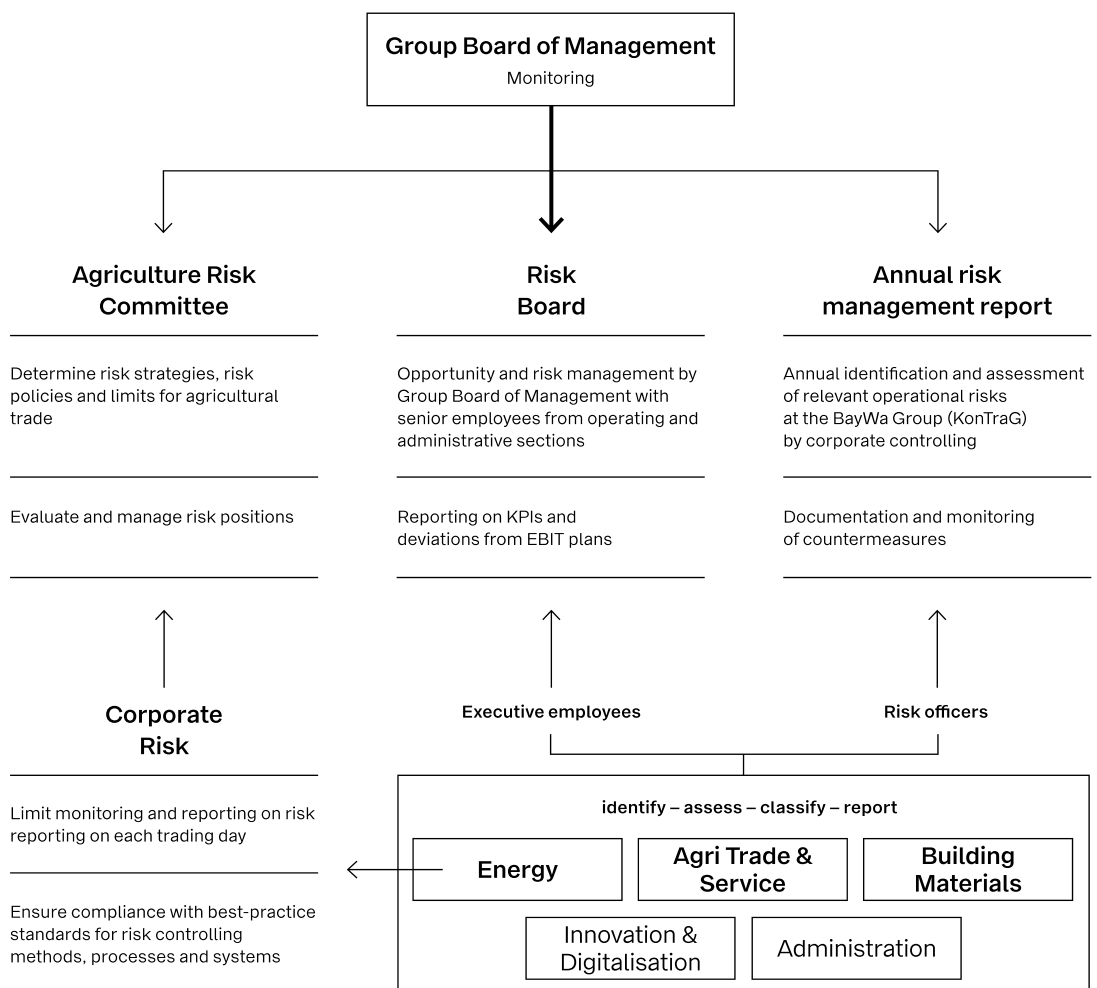 Group Board of Management
Monitoring
Agriculture Risk
Committee
Determine risk strategies, risk
policies and limits for agricultural
trade
Evaluate and manage risk positions
Risk
Board
Opportunity and risk management by
Group Board of Management with
senior employees from operating and
administrative sections
Reporting on KPIs and
deviations from EBIT plans
Annual risk
management report
Annual identification and assessment
of relevant operational risks
at the BayWa Group (KonTraG)
by corporate controlling
Documentation and monitoring
of countermeasures
Corporate
Risk
Limit monitoring and reporting on risk
reporting on each trading day
Ensure compliance with best-practice
standards for risk controlling
methods, processes and systems
Executive employees
Risk officers
identify – assess – classify – report
Energy
Agri Trade &
Service
Building
Materials
Innovation &
Digitalisation
Administration